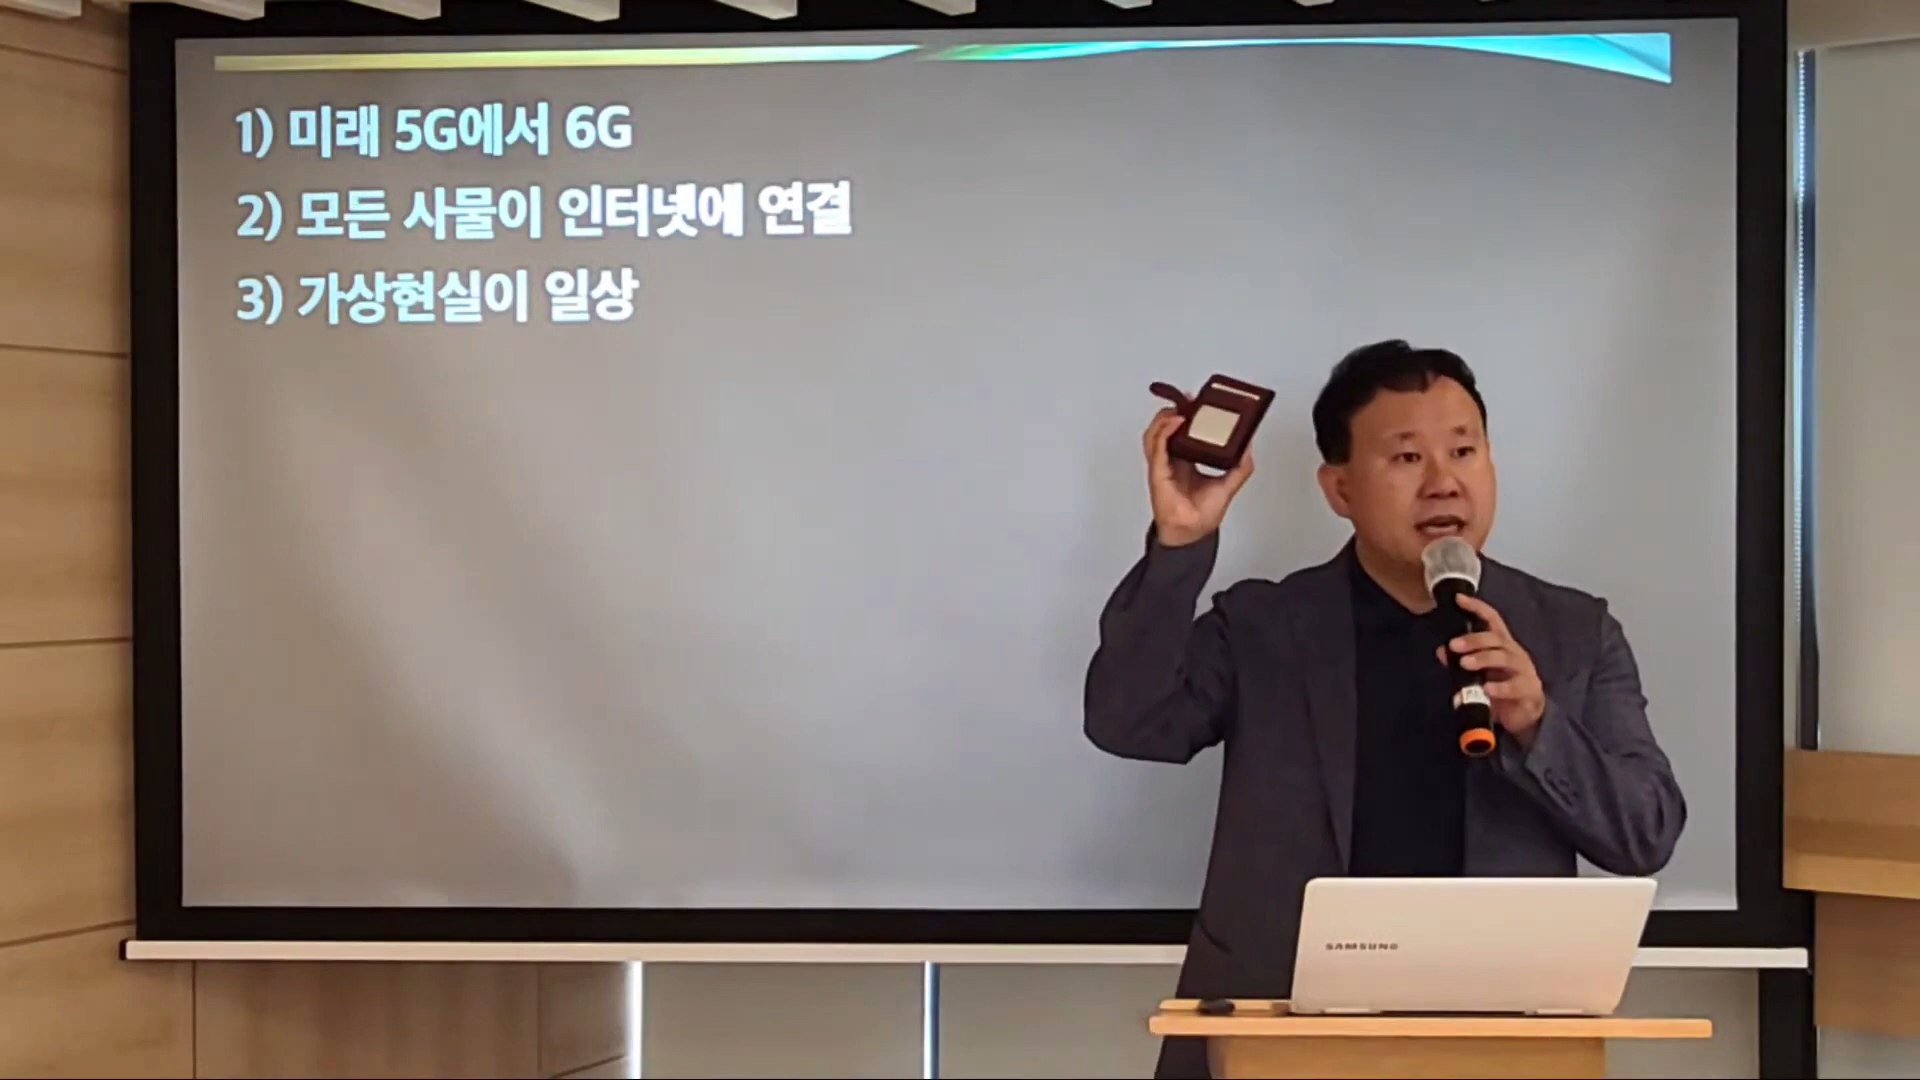 1) 미래 5G에서 6G
2) 모든 사물이 인터넷에 연결
3) 가상현실이 일상
SAMSUNG